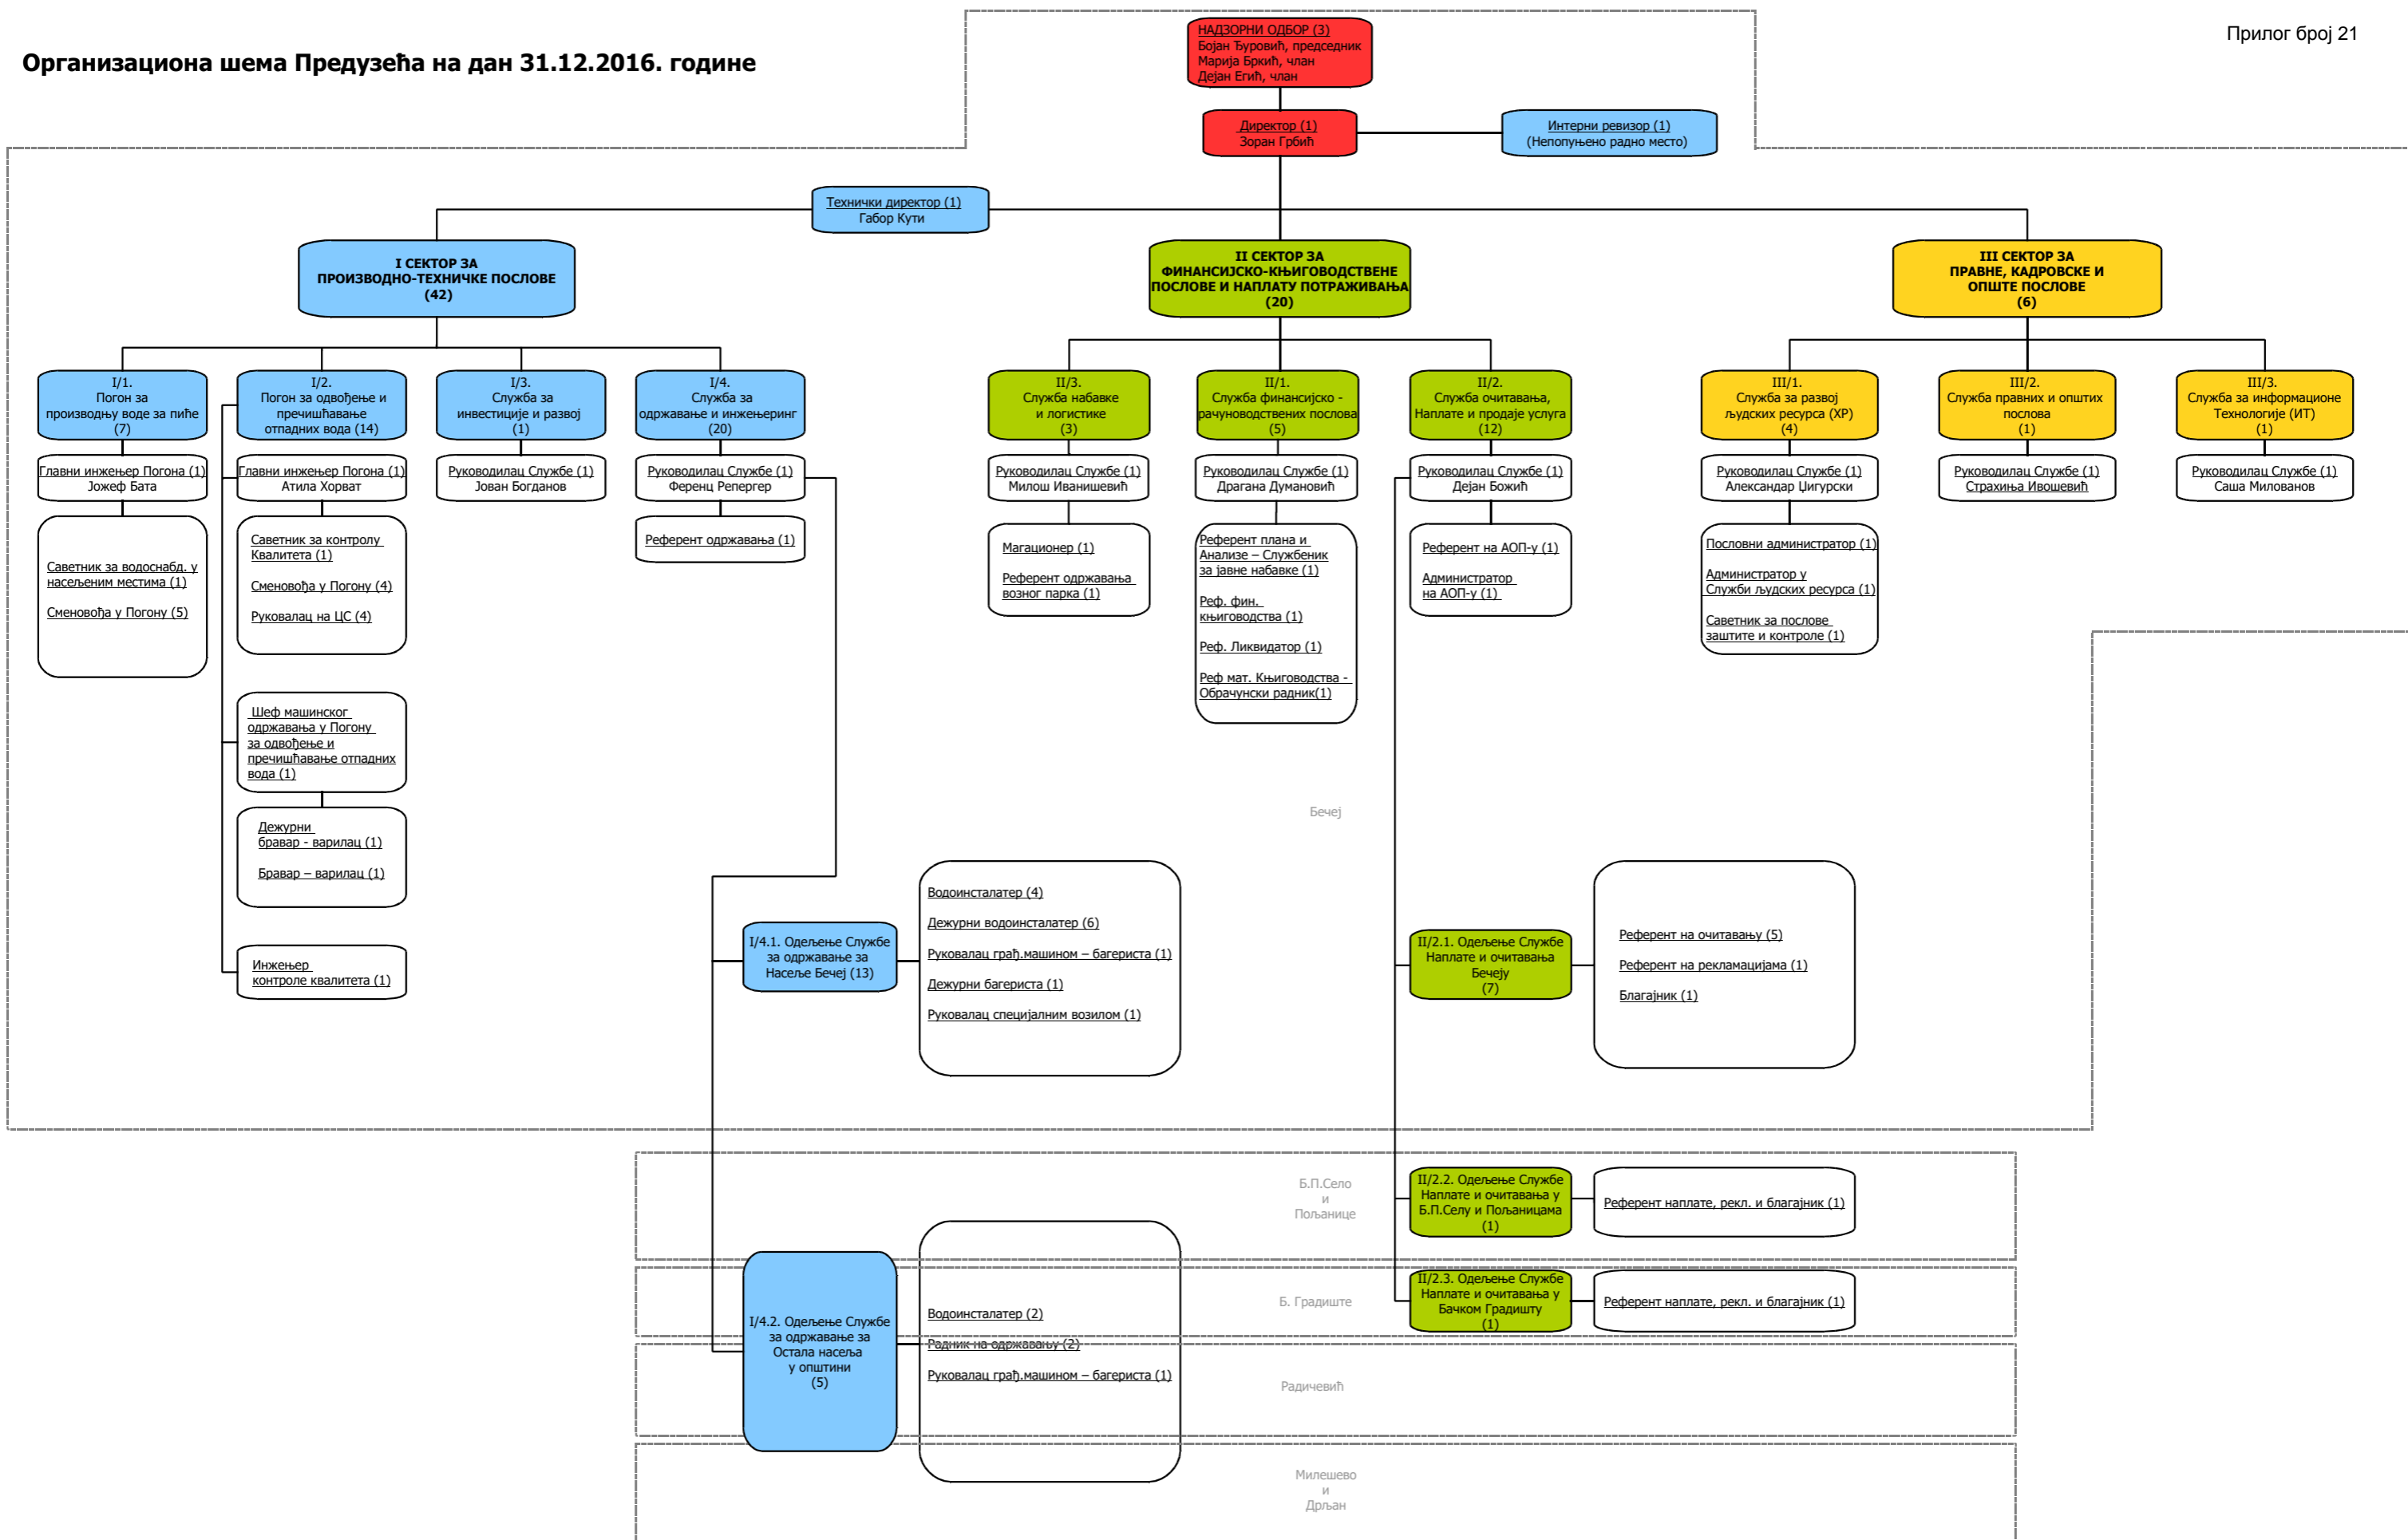 Прилог број 21
Организациона шема Предузећа на дан 31.12.2016. године
НАДЗОРНИ ОДБОР (3)
Бојан Ђуровић, председник
Марија Бркић, члан
Дејан Егић, члан
Директор (1)
Зоран Грбић
Интерни ревизор (1)
(Непопуњено радно место)
Технички директор (1)
Габор Кути
I СЕКТОР ЗА
ПРОИЗВОДНО-ТЕХНИЧКЕ ПОСЛОВЕ
(42)
II СЕКТОР ЗА
ФИНАНСИЈСКО-КЊИГОВОДСТВЕНЕ
ПОСЛОВЕ И НАПЛАТУ ПОТРАЖИВАЊА
(20)
III СЕКТОР ЗА
ПРАВНЕ, КАДРОВСКЕ И
ОПШТЕ ПОСЛОВЕ
(6)
I/1.
Погон за
производњу воде за пиће
(7)
I/2.
Погон за одвођење и
пречишћавање
отпадних вода (14)
I/3.
Служба за
инвестиције и развој
(1)
I/4.
Служба за
одржавање и инжењеринг
(20)
II/3.
Служба набавке
и логистике
(3)
II/1.
Служба финансијско -
рачуноводствених послова
(5)
II/2.
Служба очитавања,
Наплате и продаје услуга
(12)
III/1.
Служба за развој
људских ресурса (ХР)
(4)
III/2.
Служба правних и општих
послова
(1)
III/3.
Служба за информационе
Технологије (ИТ)
(1)
Главни инжењер Погона (1)
Јожеф Бата
Главни инжењер Погона (1)
Атила Хорват
Руководилац Службе (1)
Јован Богданов
Руководилац Службе (1)
Ференц Репергер
Руководилац Службе (1)
Милош Иванишевић
Руководилац Службе (1)
Драгана Думановић
Руководилац Службе (1)
Дејан Божић
Руководилац Службе (1)
Александар Џигурски
Руководилац Службе (1)
Страхиња Ивошевић
Руководилац Службе (1)
Саша Милованов
Саветник за водоснабд. у
насељеним местима (1)
Сменовођа у Погону (5)
Саветник за контролу
Квалитета (1)
Сменовођа у Погону (4)
Руковалац на ЦС (4)
Референт одржавања (1)
Магационер (1)
Референт одржавања
возног парка (1)
Референт плана и
Анализе – Службеник
за јавне набавке (1)
Реф. фин.
књиговодства (1)
Реф. Ликвидатор (1)
Реф мат. Књиговодства -
Обрачунски радник(1)
Референт на АОП-у (1)
Администратор
на АОП-у (1)
Пословни администратор (1)
Администратор у
Служби људских ресурса (1)
Саветник за послове
заштите и контроле (1)
Шеф машинског
одржавања у Погону
за одвођење и
пречишћавање отпадних
вода (1)
Дежурни
бравар - варилац (1)
Бравар – варилац (1)
Инжењер
контроле квалитета (1)
Бечеј
I/4.1. Одељење Службе
за одржавање за
Насеље Бечеј (13)
Водоинсталатер (4)
Дежурни водоинсталатер (6)
Руковалац грађ.машином – багериста (1)
Дежурни багериста (1)
Руковалац специјалним возилом (1)
II/2.1. Одељење Службе
Наплате и очитавања
Бечеју
(7)
Референт на очитавању (5)
Референт на рекламацијама (1)
Благајник (1)
Б.П.Село
и
Пољанице
II/2.2. Одељење Службе
Наплате и очитавања у
Б.П.Селу и Пољаницама
(1)
Референт наплате, рекл. и благајник (1)
Б. Градиште
II/2.3. Одељење Службе
Наплате и очитавања у
Бачком Градишту
(1)
Референт наплате, рекл. и благајник (1)
I/4.2. Одељење Службе
за одржавање за
Остала насеља
у општини
(5)
Водоинсталатер (2)
Радник на одржавању (2)
Руковалац грађ.машином – багериста (1)
Радичевић
Милешево
и
Дрљан